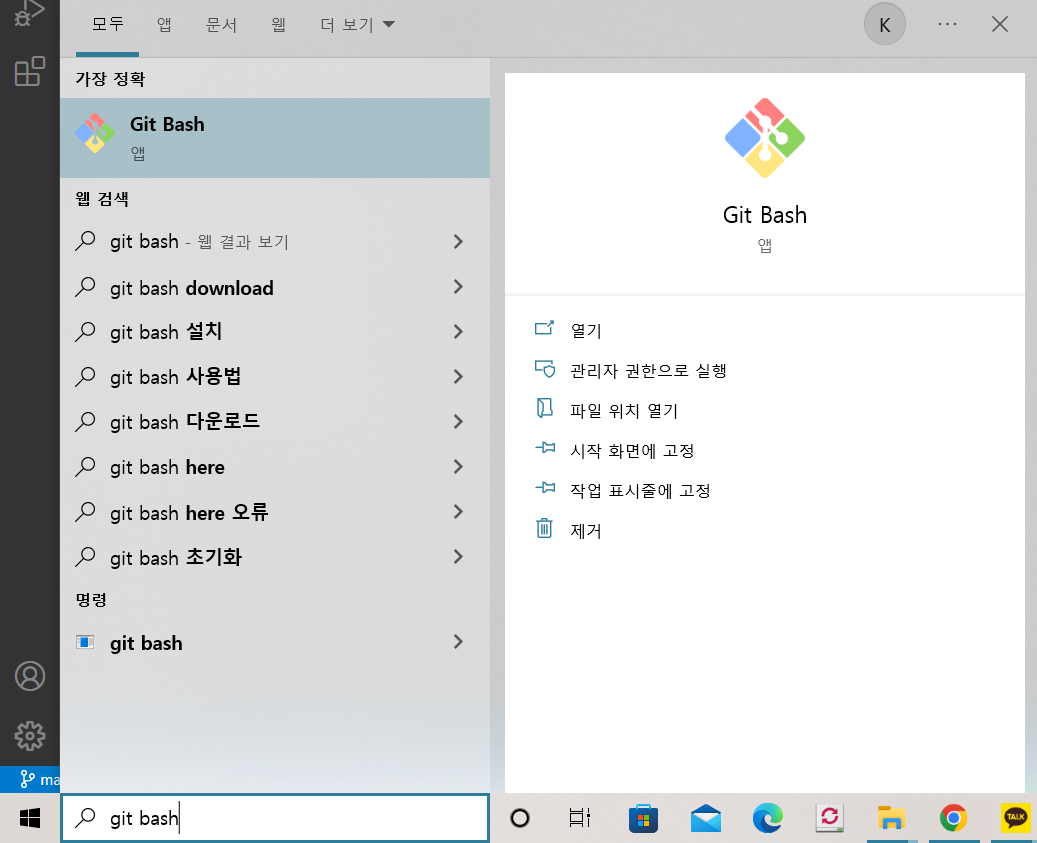 모두 앱 문서 웹 더 보기 K
가장 정확
Git Bash
앱
웹 검색
git bash - 웹 결과 보기
git bash download
git bash 설치
git bash 사용법
git bash 다운로드
git bash here
git bash here 오류
git bash 초기화
명령
git bash
Git Bash
앱
열기
관리자 권한으로 실행
파일 위치 열기
시작 화면에 고정
작업 표시줄에 고정
제거
ma
git bash
TALK